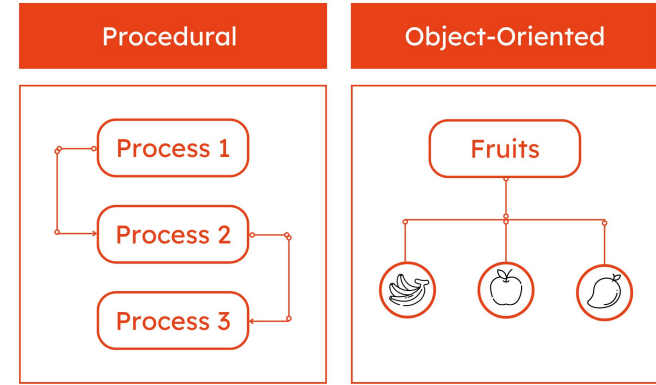 Procedural
Object-Oriented
Process 1
Process 2
Process 3
Fruits